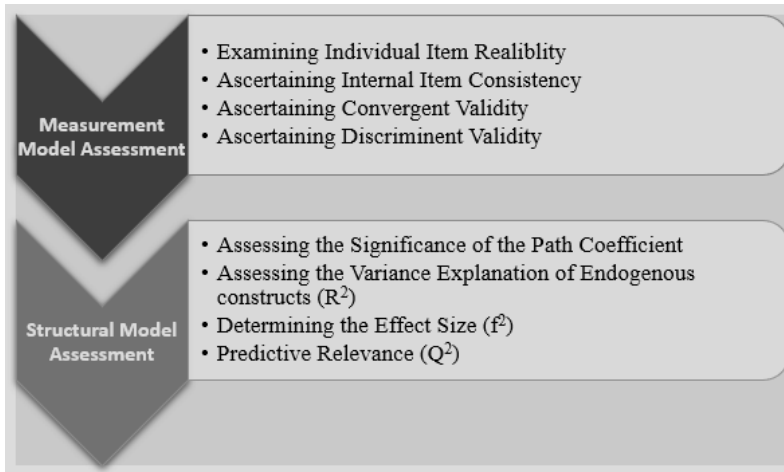 Measurement
Model Assessment
• Examining Individual Item Realiblity
• Ascertaining Internal Item Consistency
• Ascertaining Convergent Validity
• Ascertaining Discriminent Validity
Structural Model
Assessment
• Assessing the Significance of the Path Coefficient
• Assessing the Variance Explanation of Endogenous
constructs (R²)
• Determining the Effect Size (f²)
• Predictive Relevance (Q²)